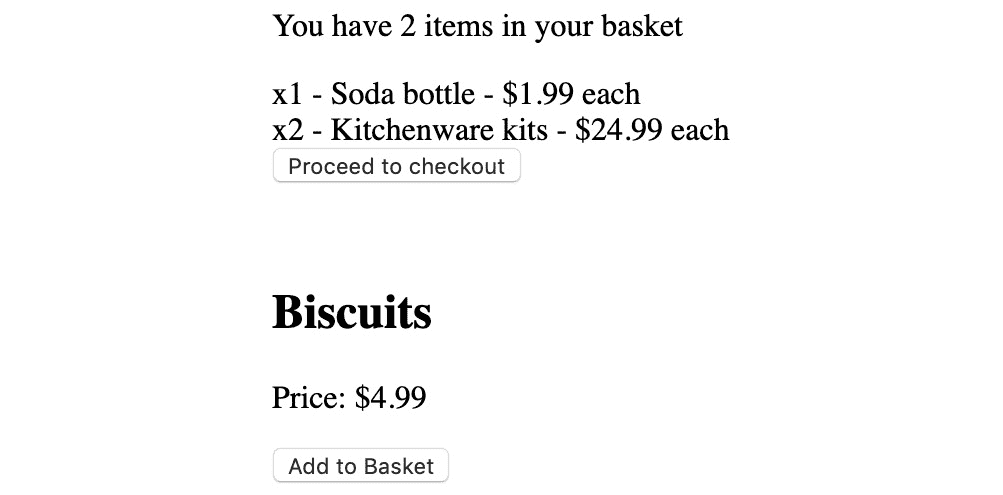 You have 2 items in your basket
x1 - Soda bottle - $1.99 each
x2 - Kitchenware kits - $24.99 each
Proceed to checkout
Biscuits
Price: $4.99
Add to Basket